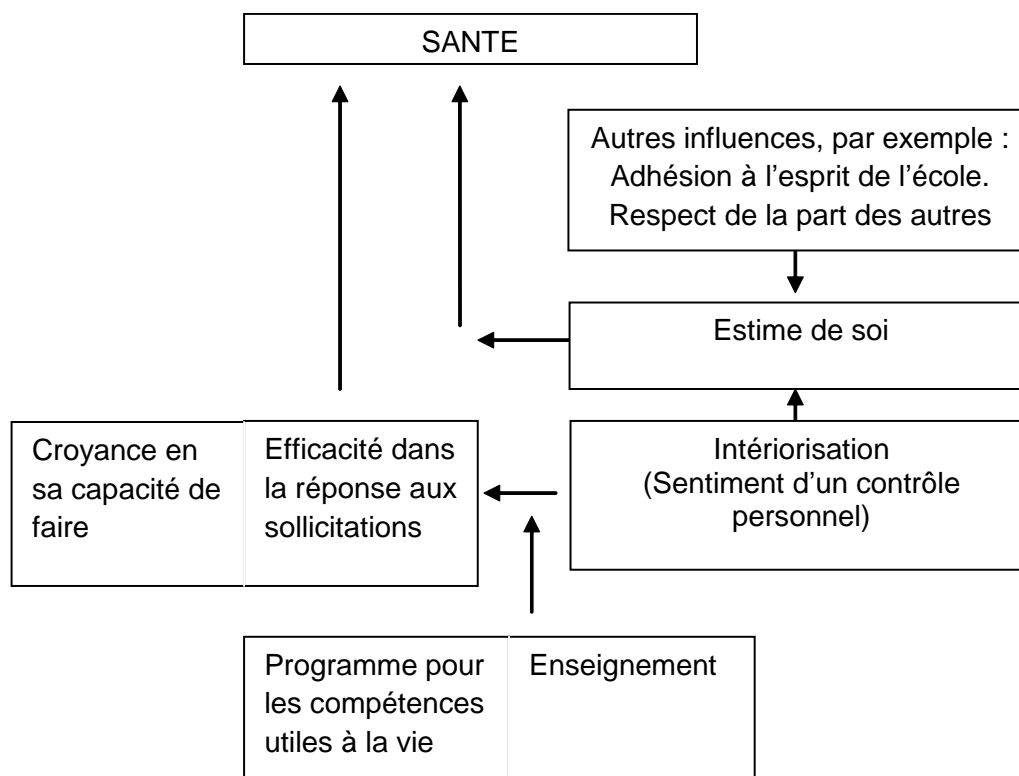 SANTE
Autres influences, par exemple :
Adhésion à l’esprit de l’école.
Respect de la part des autres
Estime de soi
Croyance en
sa capacité de
faire
Efficacité dans
la réponse aux
sollicitations
Intériorisation
(Sentiment d’un contrôle
personnel)
Programme pour
les compétences
utiles à la vie
Enseignement